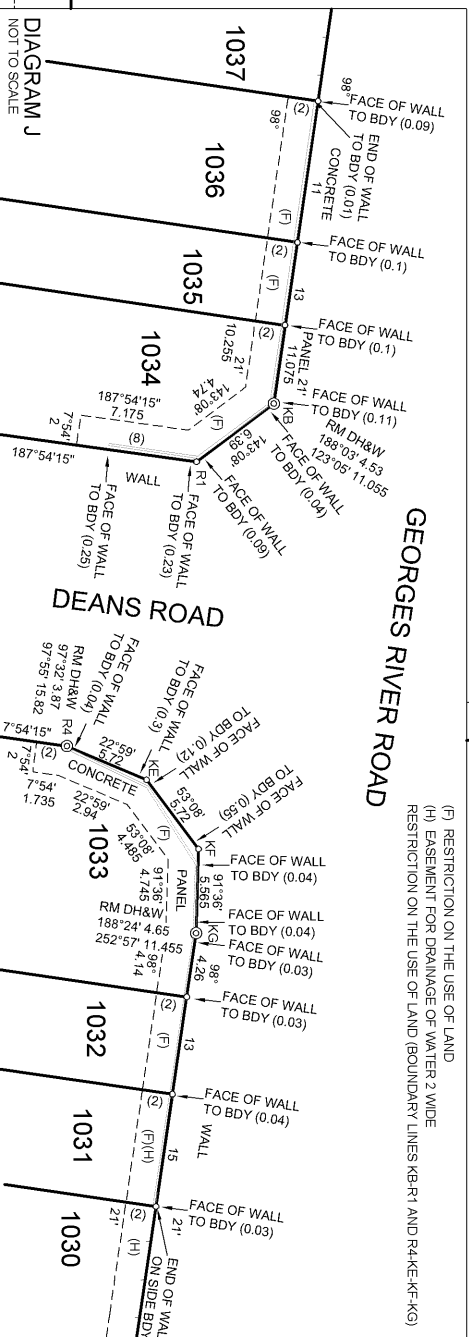 DIAGRAM J
NOT TO SCALE
GEORGES RIVER ROAD
DEANS ROAD
(F) RESTRICTION ON THE USE OF LAND
(H) EASEMENT FOR DRAINAGE OF WATER 2 WIDE
RESTRICTION ON THE USE OF LAND (BOUNDARY LINES KB-R1 AND R4-KE-KF-KG)
1037
98°
FACE OF WALL
TO BDY (0.09)
END OF WALL
TO BDY (0.01)
CONCRETE
11
(2)
98°
1036
(F)
FACE OF WALL
TO BDY (0.1)
(2)
1035
(F)
13
FACE OF WALL
TO BDY (0.1)
(2)
PANEL
21'
11.075
21'
10.255
1034
FACE OF WALL
TO BDY (0.11)
KB
RM DH&W
188°03' 4.53
123°05' 11.055
FACE OF WALL
TO BDY (0.04)
143°08'
6.39
143°08'
4.74
(F)
FACE OF WALL
TO BDY (0.09)
187°54'15"
7.175
(8)
7°54'
2
187°54'15"
WALL
R1
FACE OF WALL
TO BDY (0.23)
FACE OF WALL
TO BDY (0.25)
RM DH&W
97°32' 3.87
97°55' 15.82
R4
7°54'15"
(2)
7°54'
2
7°54'
1.735
FACE OF WALL
TO BDY (0.04)
22°59'
5.72
CONCRETE
22°59'
2.94
FACE OF WALL
TO BDY (0.3)
KE
FACE OF WALL
TO BDY (0.12)
53°08'
5.72
53°08'
4.485
(F)
1033
FACE OF WALL
TO BDY (0.55)
KF
FACE OF WALL
TO BDY (0.04)
91°36'
5.565
PANEL
91°36'
4.745
FACE OF WALL
TO BDY (0.04)
KG
FACE OF WALL
TO BDY (0.03)
RM DH&W
188°24' 4.65
252°57' 11.455
98°
4.26
98°
4.14
FACE OF WALL
TO BDY (0.03)
(2)
1032
(F)
13
FACE OF WALL
TO BDY (0.04)
(2)
WALL
1031
(F)(H)
15
FACE OF WALL
TO BDY (0.03)
(2)
21'
21'
1030
(H)
END OF WAL
ON SIDE BDY